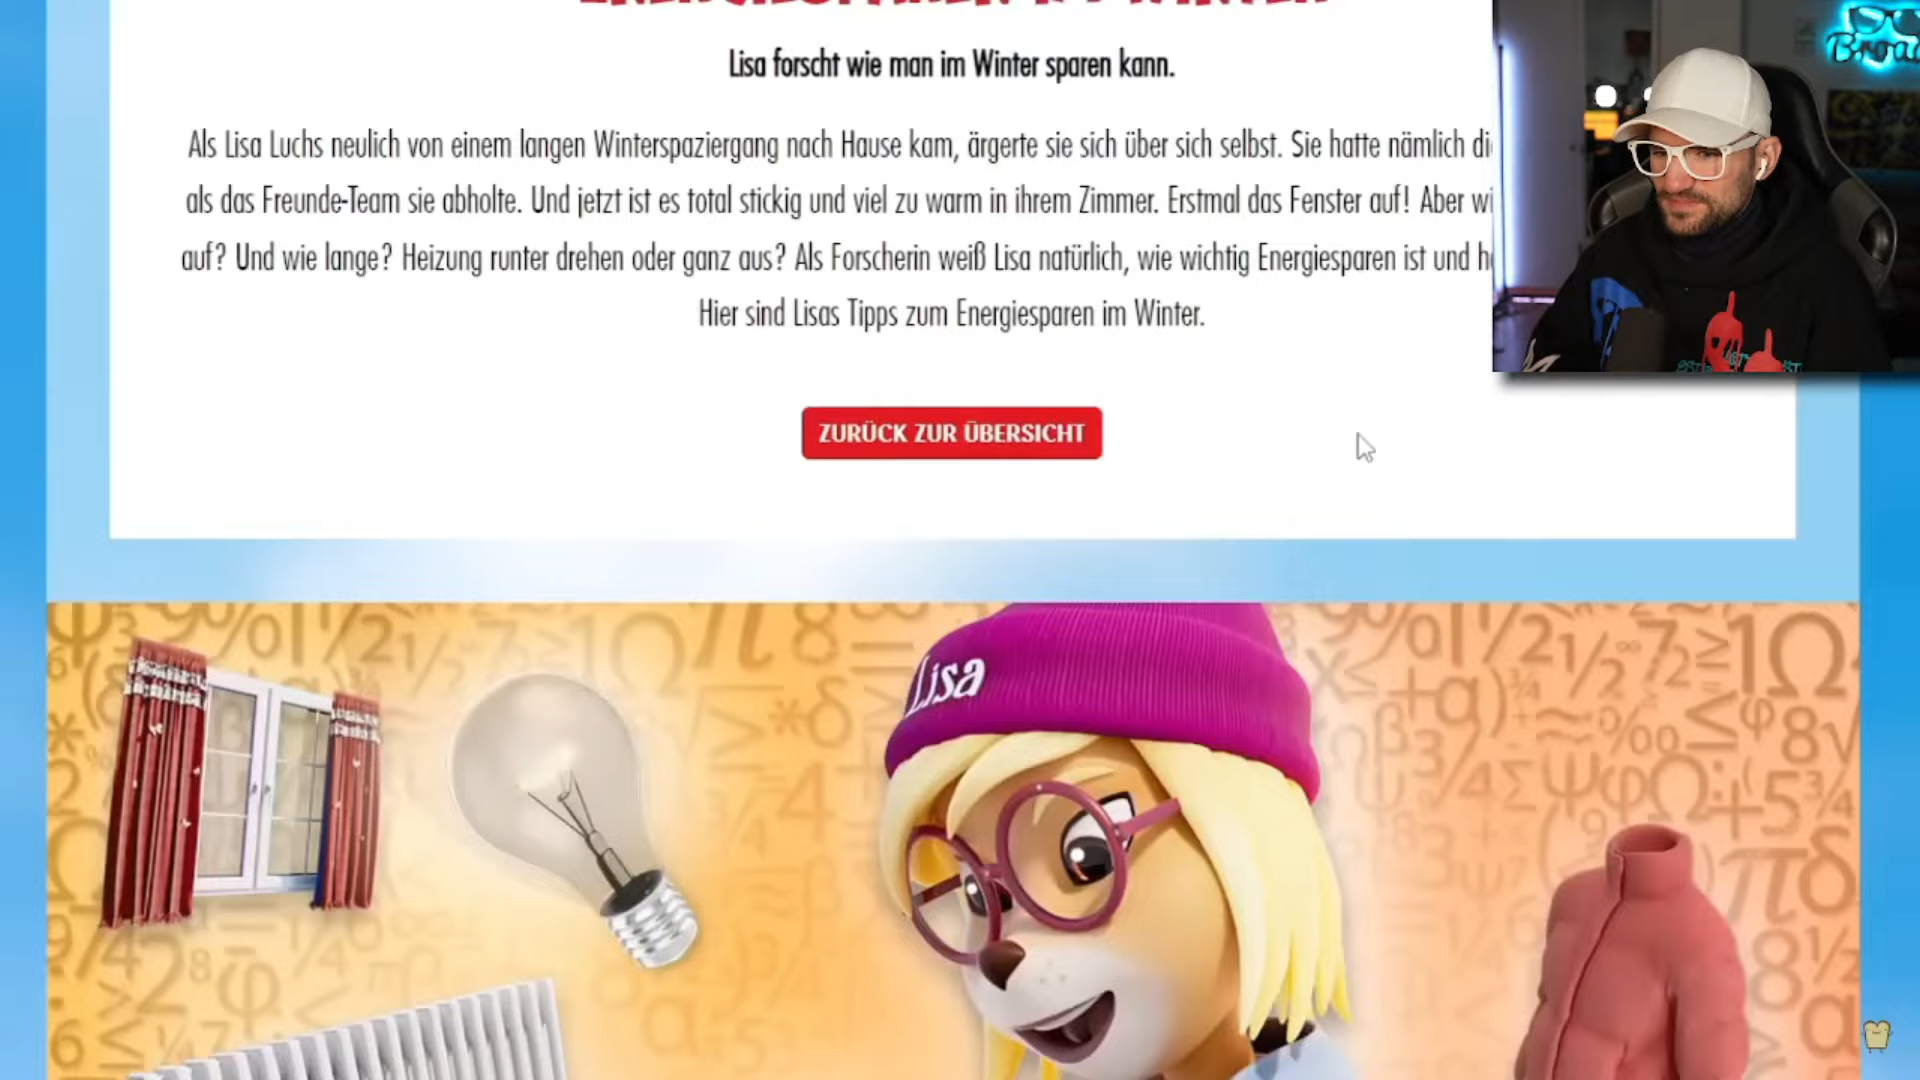 ENERGIESPAREN IM WINTER
Lisa forscht wie man im Winter sparen kann.
Als Lisa Luchs neulich von einem langen Winterspaziergang nach Hause kam, ärgerte sie sich über sich selbst. Sie hatte nämlich
als das Freunde-Team sie abholte. Und jetzt ist es total stickig und viel zu warm in ihrem Zimmer. Erstmal das Fenster auf! Aber
auf? Und wie lange? Heizung runter drehen oder ganz aus? Als Forscherin weiß Lisa natürlich, wie wichtig Energiesparen ist und
Hier sind Lisas Tipps zum Energiesparen im Winter.
ZURÜCK ZUR ÜBERSICHT
Lisa